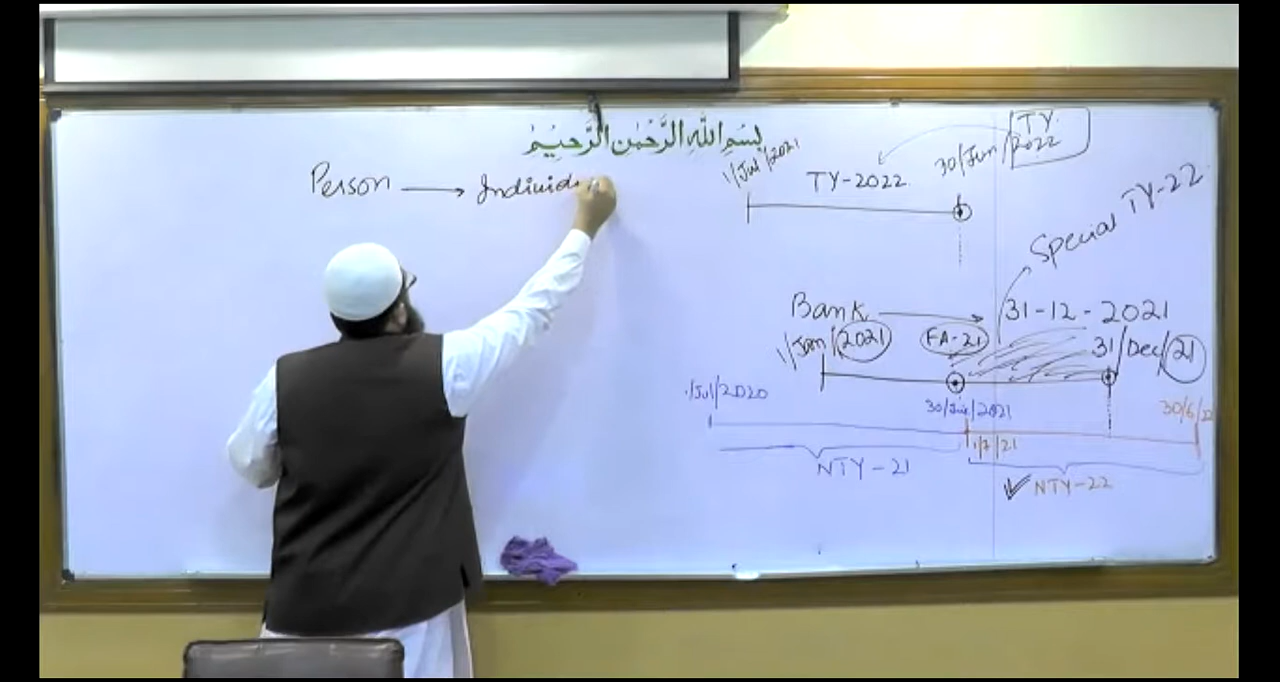 بِسْمِ اللّٰهِ الرَّحْمٰنِ الرَّحِيْمِ
Person → Individ
1/Jul/2021
TY-2022
30/Jun/2022
TY
Special TY-22
Bank → 31-12-2021
1/Jan/2021
FA-21
31/Dec/21
1/Jul/2020
30/Jun/2021
30/6/22
1/7/21
NTY-21
✓ NTY-22